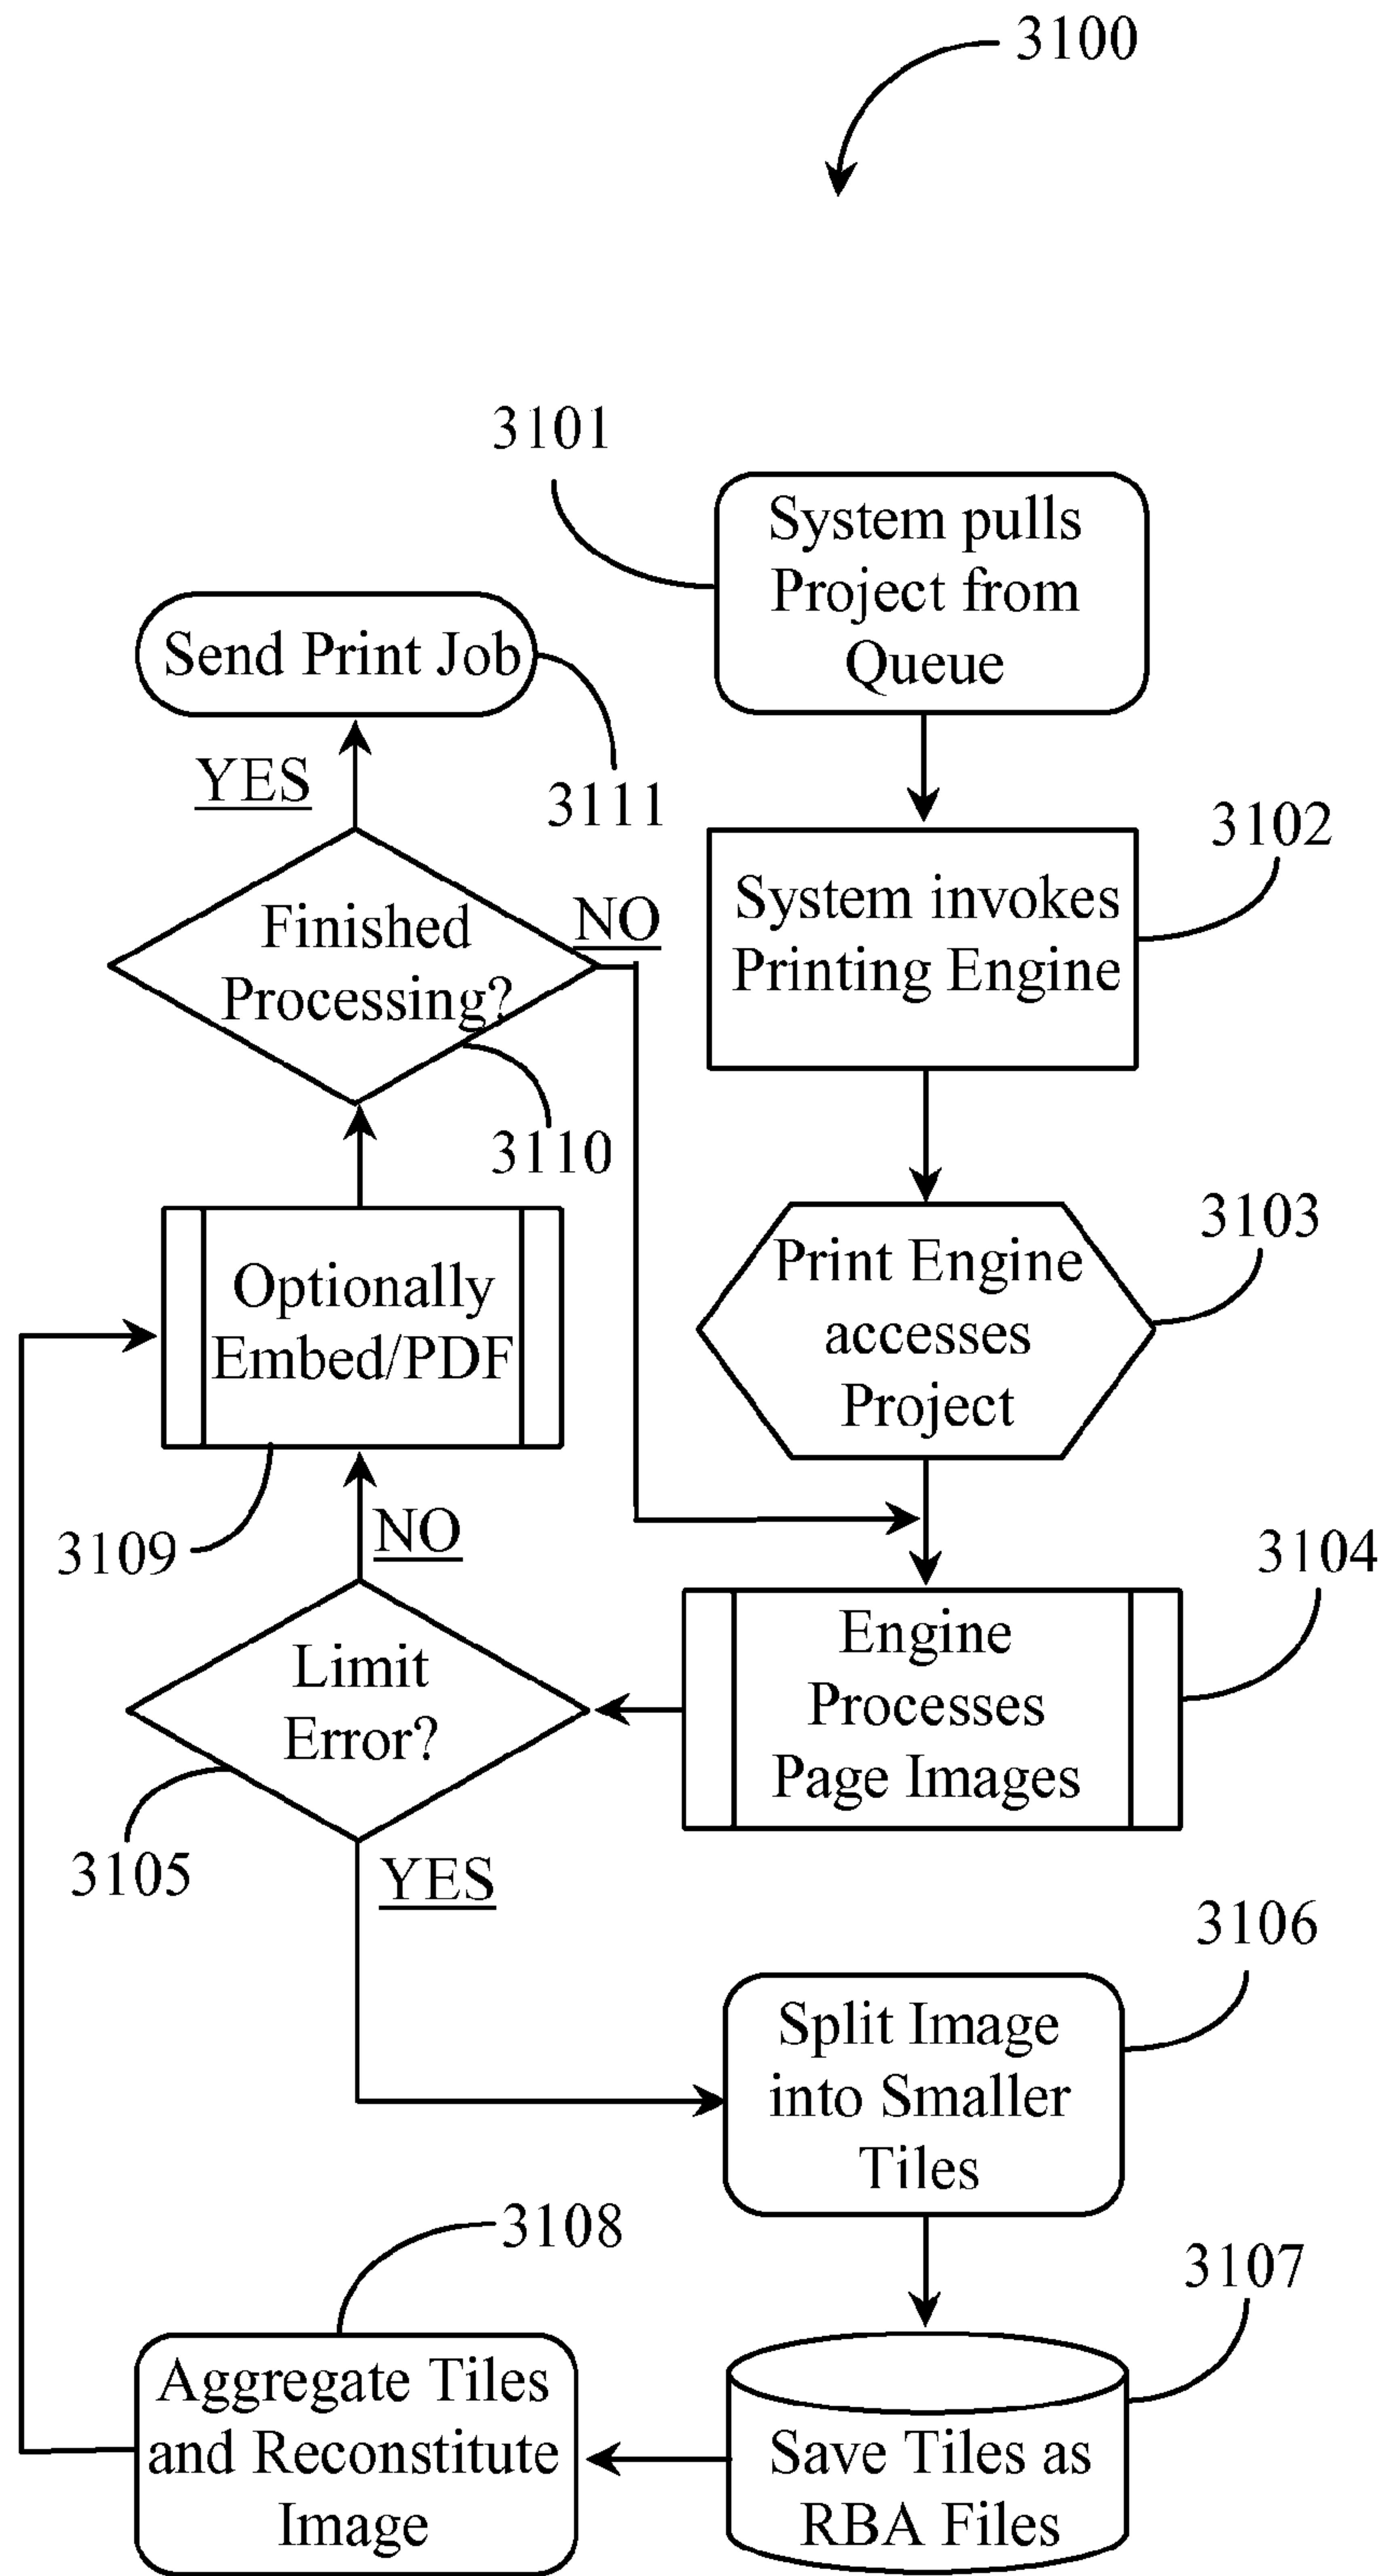 3100
3101
System pulls
Project from
Queue
Send Print Job
YES
3111
3102
System invokes
Printing Engine
Finished
Processing?
NO
3110
3103
Print Engine
accesses
Project
Optionally
Embed/PDF
3109
NO
3104
Engine
Processes
Page Images
Limit
Error?
3105
YES
3106
Split Image
into Smaller
Tiles
3108
3107
Aggregate Tiles
and Reconstitute
Image
Save Tiles as
RBA Files